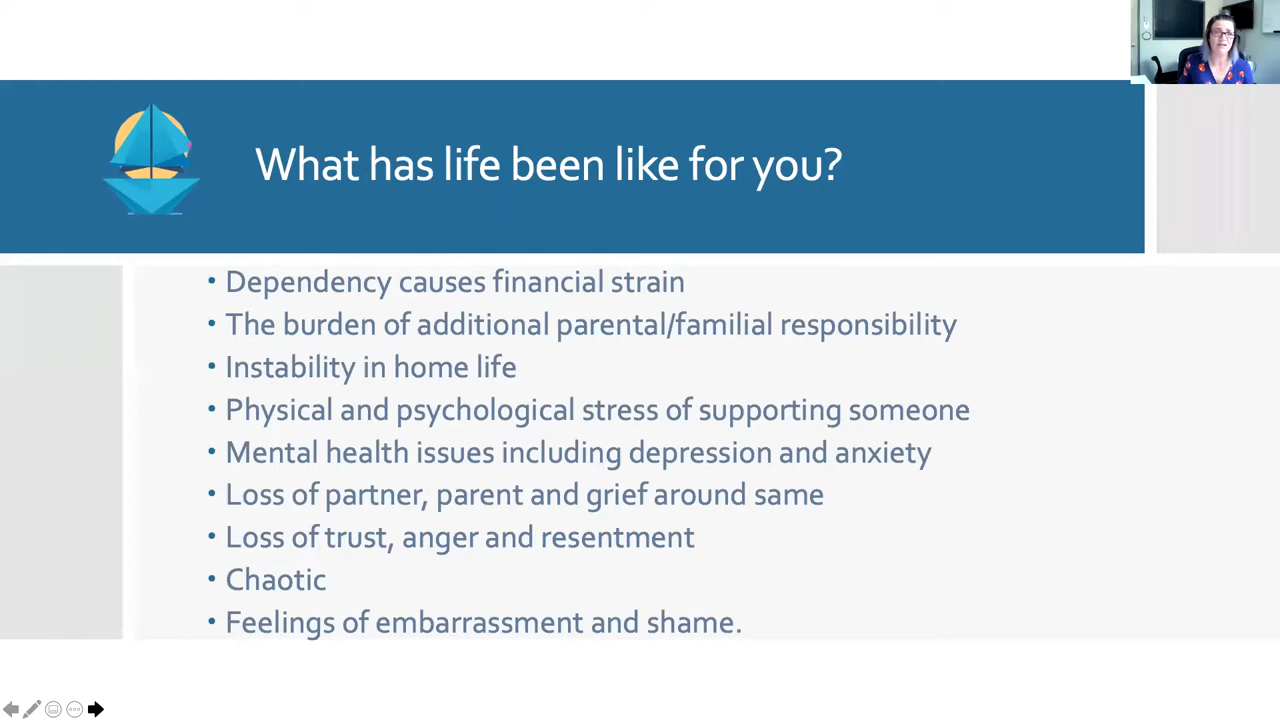 What has life been like for you?
• Dependency causes financial strain
• The burden of additional parental/familial responsibility
• Instability in home life
• Physical and psychological stress of supporting someone
• Mental health issues including depression and anxiety
• Loss of partner, parent and grief around same
• Loss of trust, anger and resentment
• Chaotic
• Feelings of embarrassment and shame.